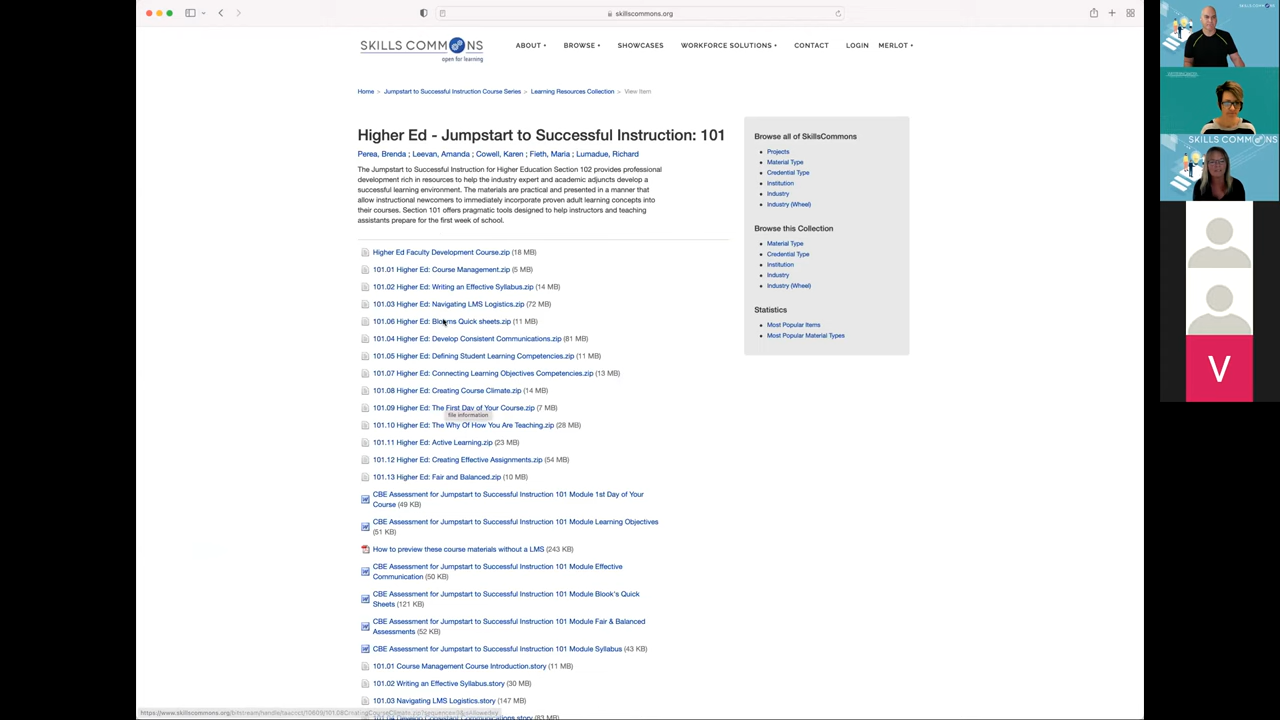 skillscommons.org
SKILLS COMMONS
open for learning
ABOUT
BROWSE
SHOWCASES
WORKFORCE SOLUTIONS
CONTACT
LOGIN
MERLOT
Home > Jumpstart to Successful Instruction Course Series > Learning Resources Collection > View Item
Higher Ed - Jumpstart to Successful Instruction: 101
Perea, Brenda ; Leevan, Amanda ; Cowell, Karen ; Fieth, Maria ; Lumadue, Richard
The Jumpstart to Successful Instruction for Higher Education Section 102 provides professional
development rich in resources to help the industry expert and academic adjuncts develop a
successful learning environment. The materials are practical and presented in a manner that
allow instructional newcomers to immediately incorporate proven adult learning concepts into
their courses. Section 101 offers pragmatic tools designed to help instructors and teaching
assistants prepare for the first week of school.
Higher Ed Faculty Development Course.zip (18 MB)
101.01 Higher Ed: Course Management.zip (5 MB)
101.02 Higher Ed: Writing an Effective Syllabus.zip (14 MB)
101.03 Higher Ed: Navigating LMS Logistics.zip (72 MB)
101.06 Higher Ed: Blooms Quick sheets.zip (11 MB)
101.04 Higher Ed: Develop Consistent Communications.zip (81 MB)
101.05 Higher Ed: Defining Student Learning Competencies.zip (11 MB)
101.07 Higher Ed: Connecting Learning Objectives Competencies.zip (13 MB)
101.08 Higher Ed: Creating Course Climate.zip (14 MB)
101.09 Higher Ed: The First Day of Your Course.zip (7 MB)
file information
101.10 Higher Ed: The Why Of How You Are Teaching.zip (28 MB)
101.11 Higher Ed: Active Learning.zip (23 MB)
101.12 Higher Ed: Creating Effective Assignments.zip (54 MB)
101.13 Higher Ed: Fair and Balanced.zip (10 MB)
CBE Assessment for Jumpstart to Successful Instruction 101 Module 1st Day of Your
Course (49 KB)
CBE Assessment for Jumpstart to Successful Instruction 101 Module Learning Objectives
(51 KB)
How to preview these course materials without a LMS (243 KB)
CBE Assessment for Jumpstart to Successful Instruction 101 Module Effective
Communication (50 KB)
CBE Assessment for Jumpstart to Successful Instruction 101 Module Blook's Quick
Sheets (121 KB)
CBE Assessment for Jumpstart to Successful Instruction 101 Module Fair & Balanced
Assessments (52 KB)
CBE Assessment for Jumpstart to Successful Instruction 101 Module Syllabus (43 KB)
101.01 Course Management Course Introduction.story (11 MB)
101.02 Writing an Effective Syllabus.story (30 MB)
101.03 Navigating LMS Logistics.story (147 MB)
Browse all of SkillsCommons
Projects
Material Type
Credential Type
Institution
Industry
Industry (Wheel)
Browse this Collection
Material Type
Credential Type
Institution
Industry
Industry (Wheel)
Statistics
Most Popular Items
Most Popular Material Types
SKILLS COMMONS
V